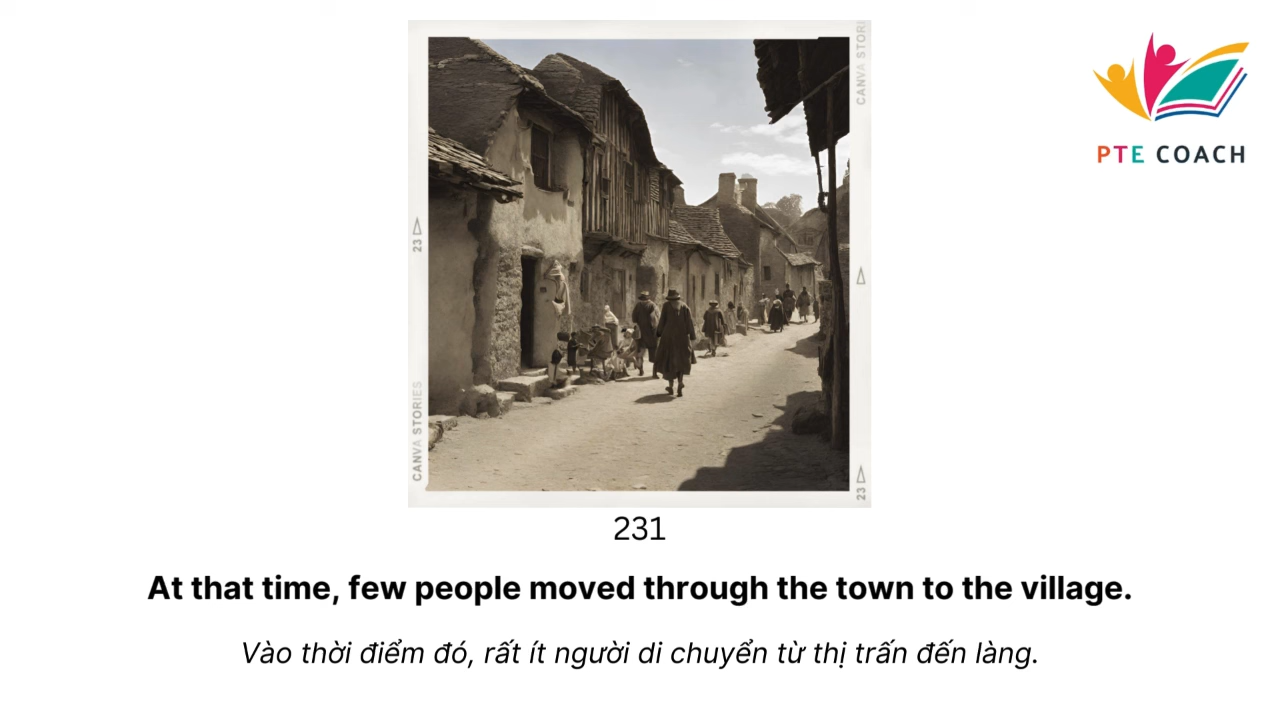 CANVA STORIES
23
PTE COACH
23
CANVA STORIES
23
231
At that time, few people moved through the town to the village.
Vào thời điểm đó, rất ít người di chuyển từ thị trấn đến làng.